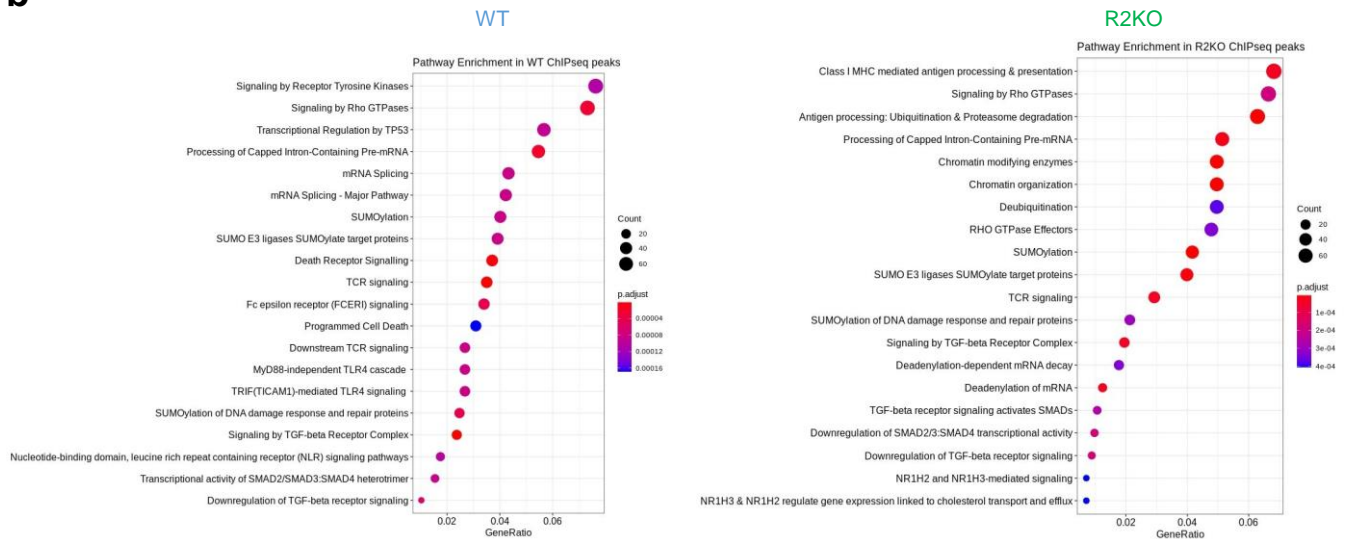 b
WT
Pathway Enrichment in WT ChIPseq peaks
Signaling by Receptor Tyrosine Kinases
Signaling by Rho GTPases
Transcriptional Regulation by TP53
Processing of Capped Intron-Containing Pre-mRNA
mRNA Splicing
mRNA Splicing - Major Pathway
SUMOylation
SUMO E3 ligases SUMOylate target proteins
Death Receptor Signalling
TCR signaling
Fc epsilon receptor (FCERI) signaling
Programmed Cell Death
Downstream TCR signaling
MyD88-independent TLR4 cascade
TRIF(TICAM1)-mediated TLR4 signaling
SUMOylation of DNA damage response and repair proteins
Signaling by TGF-beta Receptor Complex
Nucleotide-binding domain, leucine rich repeat containing receptor (NLR) signaling pathways
Transcriptional activity of SMAD2/SMAD3:SMAD4 heterotrimer
Downregulation of TGF-beta receptor signaling
0.02 0.04 0.06
GeneRatio
Count
20
40
60
p.adjust
0.00004
0.00008
0.00012
0.00016
R2KO
Pathway Enrichment in R2KO ChIPseq peaks
Class I MHC mediated antigen processing & presentation
Signaling by Rho GTPases
Antigen processing: Ubiquitination & Proteasome degradation
Processing of Capped Intron-Containing Pre-mRNA
Chromatin modifying enzymes
Chromatin organization
Deubiquitination
RHO GTPase Effectors
SUMOylation
SUMO E3 ligases SUMOylate target proteins
TCR signaling
SUMOylation of DNA damage response and repair proteins
Signaling by TGF-beta Receptor Complex
Deadenylation-dependent mRNA decay
Deadenylation of mRNA
TGF-beta receptor signaling activates SMADs
Downregulation of SMAD2/3:SMAD4 transcriptional activity
Downregulation of TGF-beta receptor signaling
NR1H2 and NR1H3-mediated signaling
NR1H3 & NR1H2 regulate gene expression linked to cholesterol transport and efflux
0.02 0.04 0.06
GeneRatio
Count
20
40
60
p.adjust
1e-04
2e-04
3e-04
4e-04